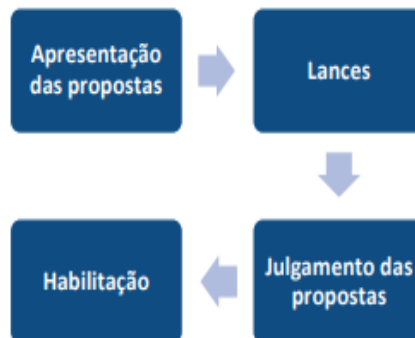 Apresentação
das propostas
Lances
Julgamento das
propostas
Habilitação